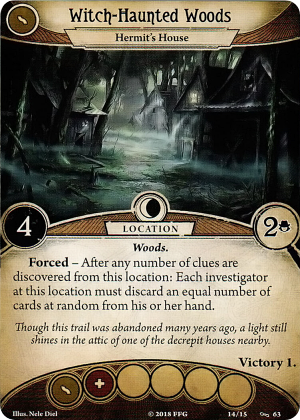 Witch-Haunted Woods
Hermit's House
4
2
LOCATION
Woods.
Forced – After any number of clues are
discovered from this location: Each investigator
at this location must discard an equal number of
cards at random from his or her hand.
Though this trail was abandoned many years ago, a light still
shines in the attic of one of the decrepit houses nearby.
Victory 1.
Illus. Nele Diel
© 2018 FFG
14/15
63